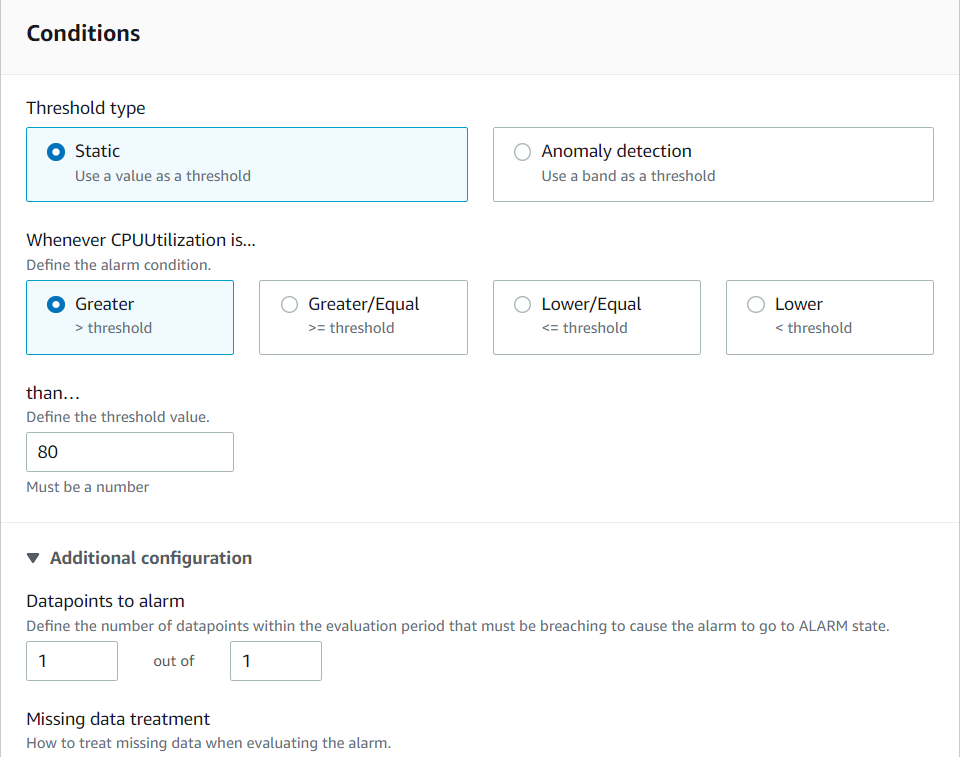 Conditions
Threshold type
Static
Use a value as a threshold
Anomaly detection
Use a band as a threshold
Whenever CPUUtilization is...
Define the alarm condition.
Greater
> threshold
Greater/Equal
>= threshold
Lower/Equal
<= threshold
Lower
< threshold
than…
Define the threshold value.
80
Must be a number
Additional configuration
Datapoints to alarm
Define the number of datapoints within the evaluation period that must be breaching to cause the alarm to go to ALARM state.
1 out of 1
Missing data treatment
How to treat missing data when evaluating the alarm.